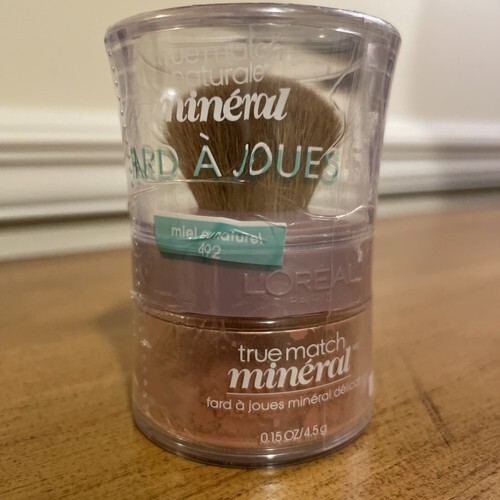 true match
naturale
minéral
FARD À JOUES
miel naturel
492
L'ORÉAL
PARIS
true match
minéral
fard à joues minéral délicat
0.15 OZ/4.5 g